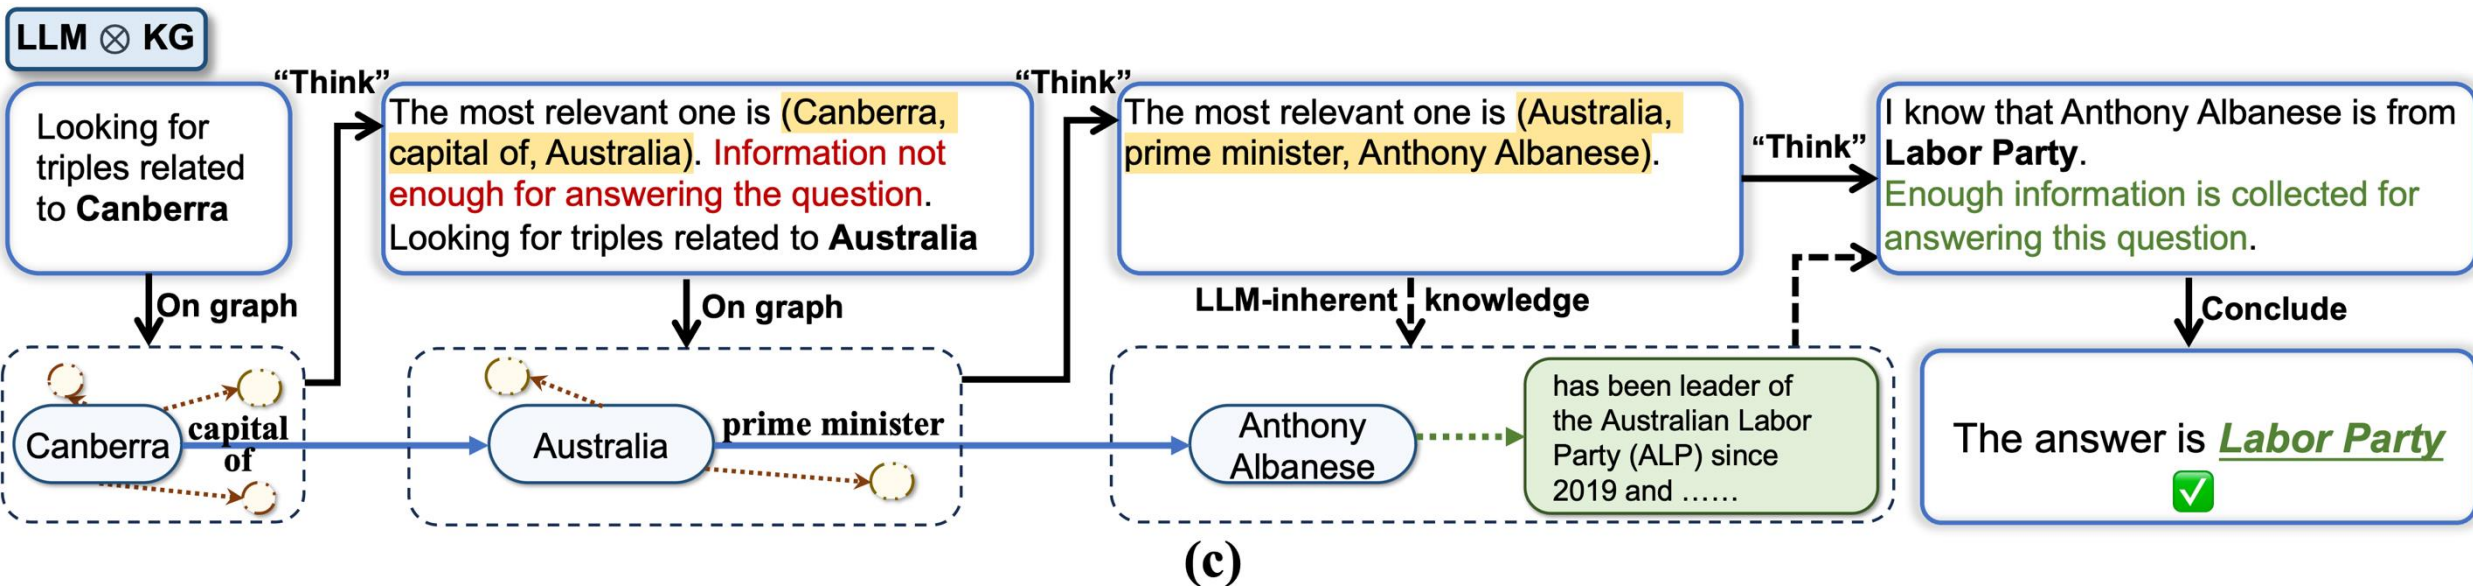 LLM ⊗ KG
Looking for
triples related
to Canberra
"Think"
The most relevant one is (Canberra,
capital of, Australia). Information not
enough for answering the question.
Looking for triples related to Australia
"Think"
The most relevant one is (Australia,
prime minister, Anthony Albanese).
"Think"
I know that Anthony Albanese is from
Labor Party.
Enough information is collected for
answering this question.
On graph
On graph
LLM-inherent knowledge
Conclude
Canberra
capital
of
Australia
prime minister
Anthony
Albanese
has been leader of
the Australian Labor
Party (ALP) since
2019 and ......
The answer is Labor Party
(c)